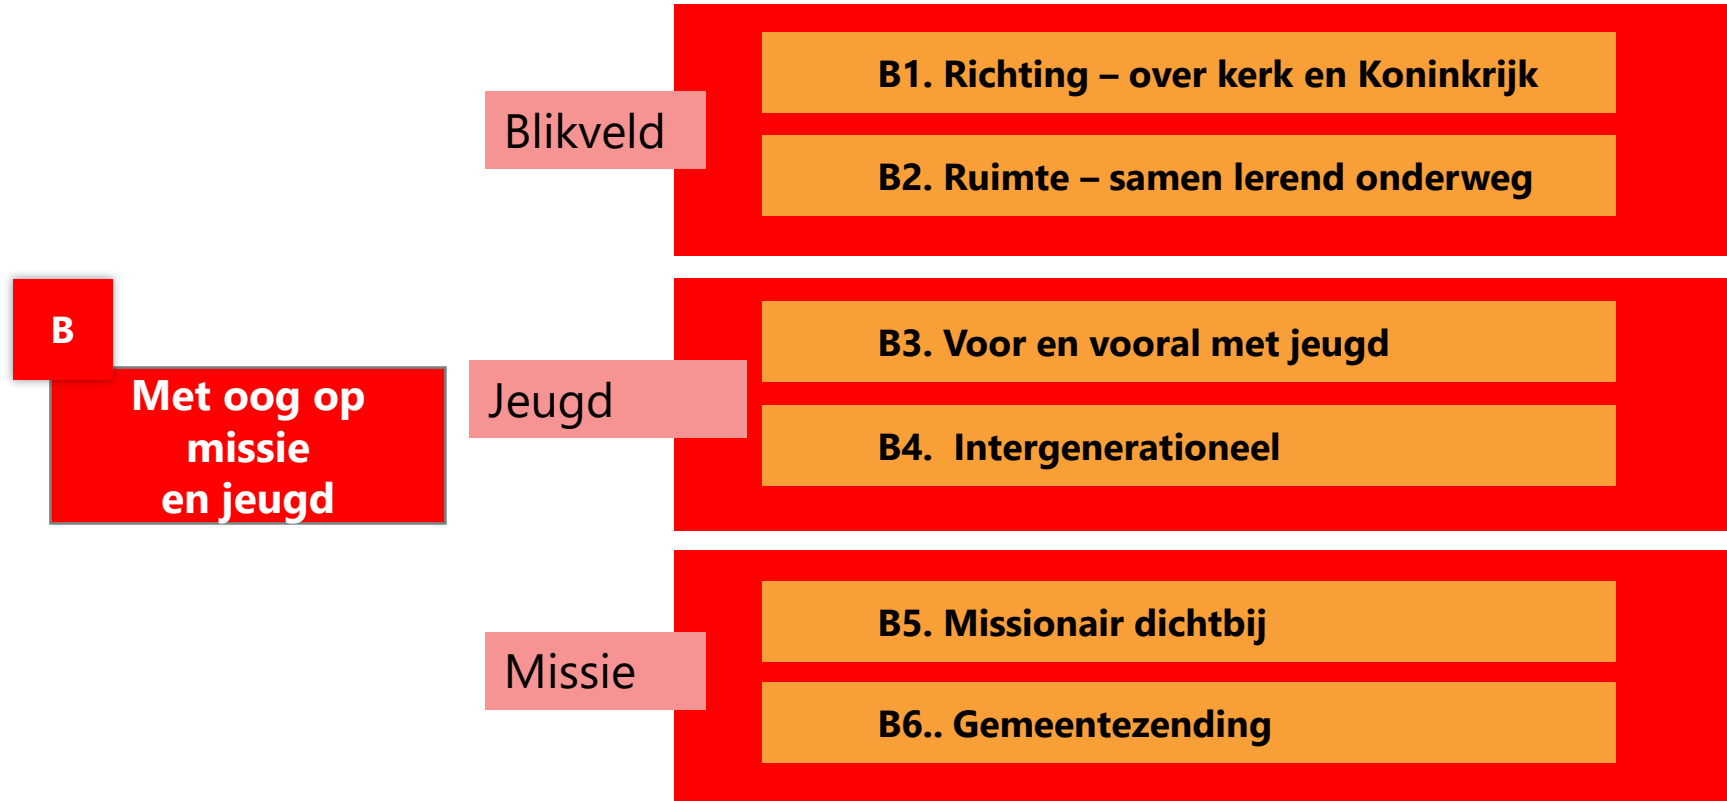 B
Met oog op
missie
en jeugd
Blikveld
B1. Richting – over kerk en Koninkrijk
B2. Ruimte – samen lerend onderweg
Jeugd
B3. Voor en vooral met jeugd
B4.  Intergenerationeel
Missie
B5. Missionair dichtbij
B6.. Gemeentezending